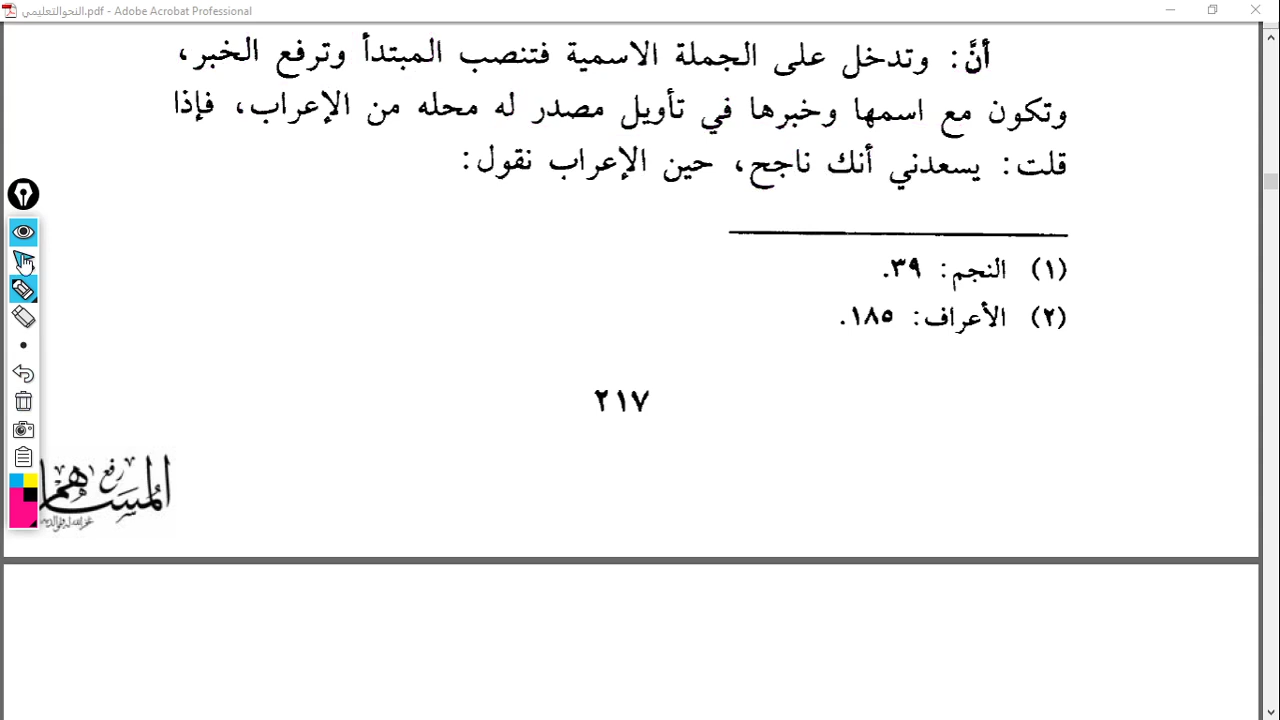 النحوالتعليمي.pdf - Adobe Acrobat Professional
أنَّ: وتدخل على الجملة الاسمية فتنصب المبتدأ وترفع الخبر،
وتكون مع اسمها وخبرها في تأويل مصدر له محله من الإعراب، فإذا
قلت: يسعدني أنك ناجح، حين الإعراب نقول:
(١) النجم: ٣٩.
(٢) الأعراف: ١٨٥.
٢١٧
رفع
المساهم